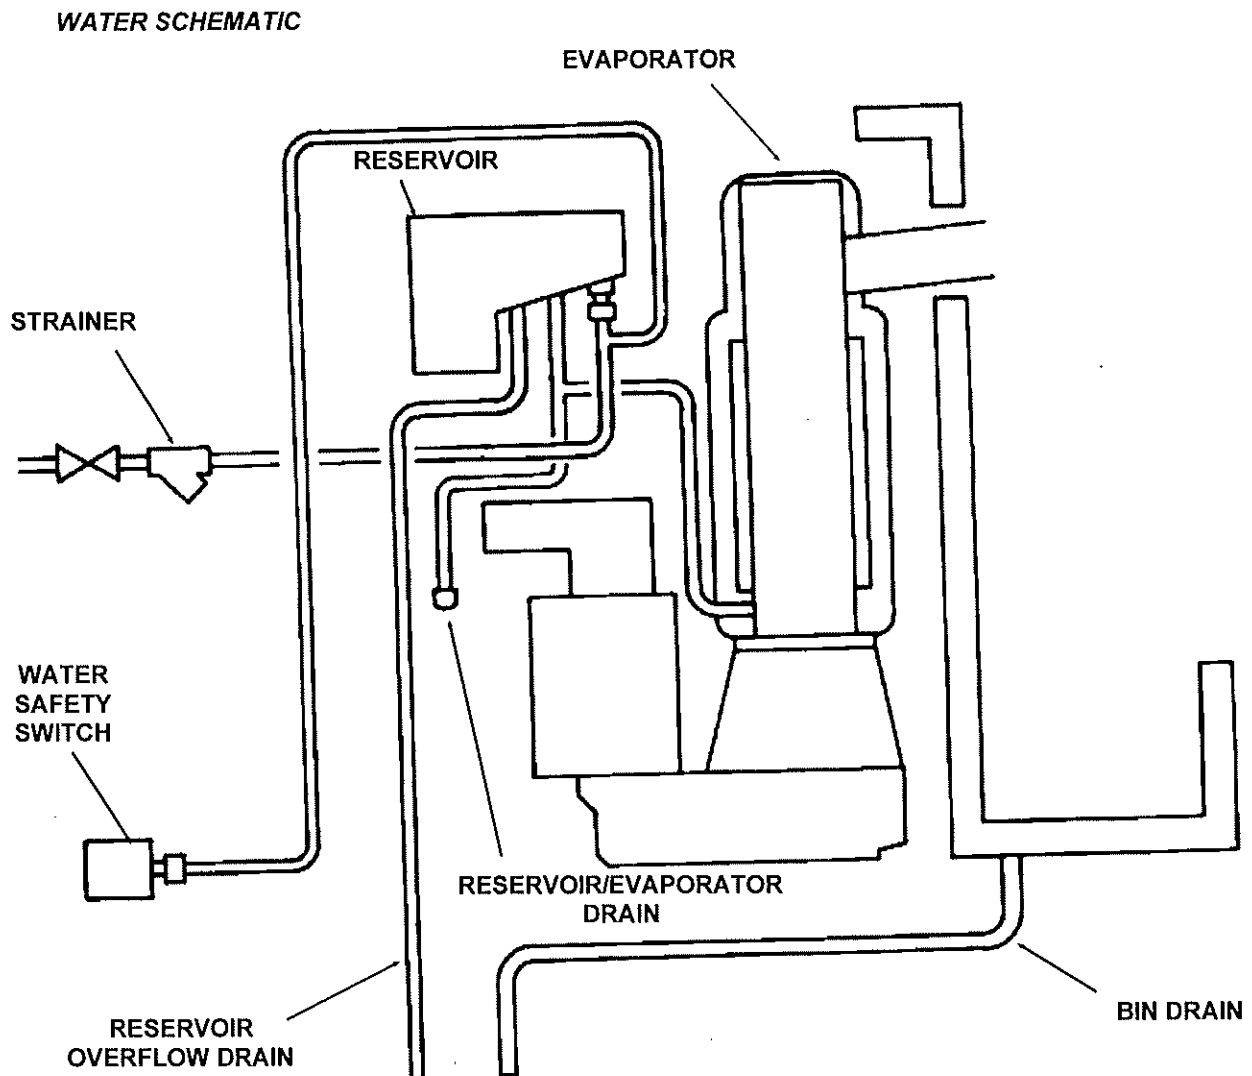 WATER SCHEMATIC
EVAPORATOR
RESERVOIR
STRAINER
WATER
SAFETY
SWITCH
RESERVOIR/EVAPORATOR
DRAIN
BIN DRAIN
RESERVOIR
OVERFLOW DRAIN